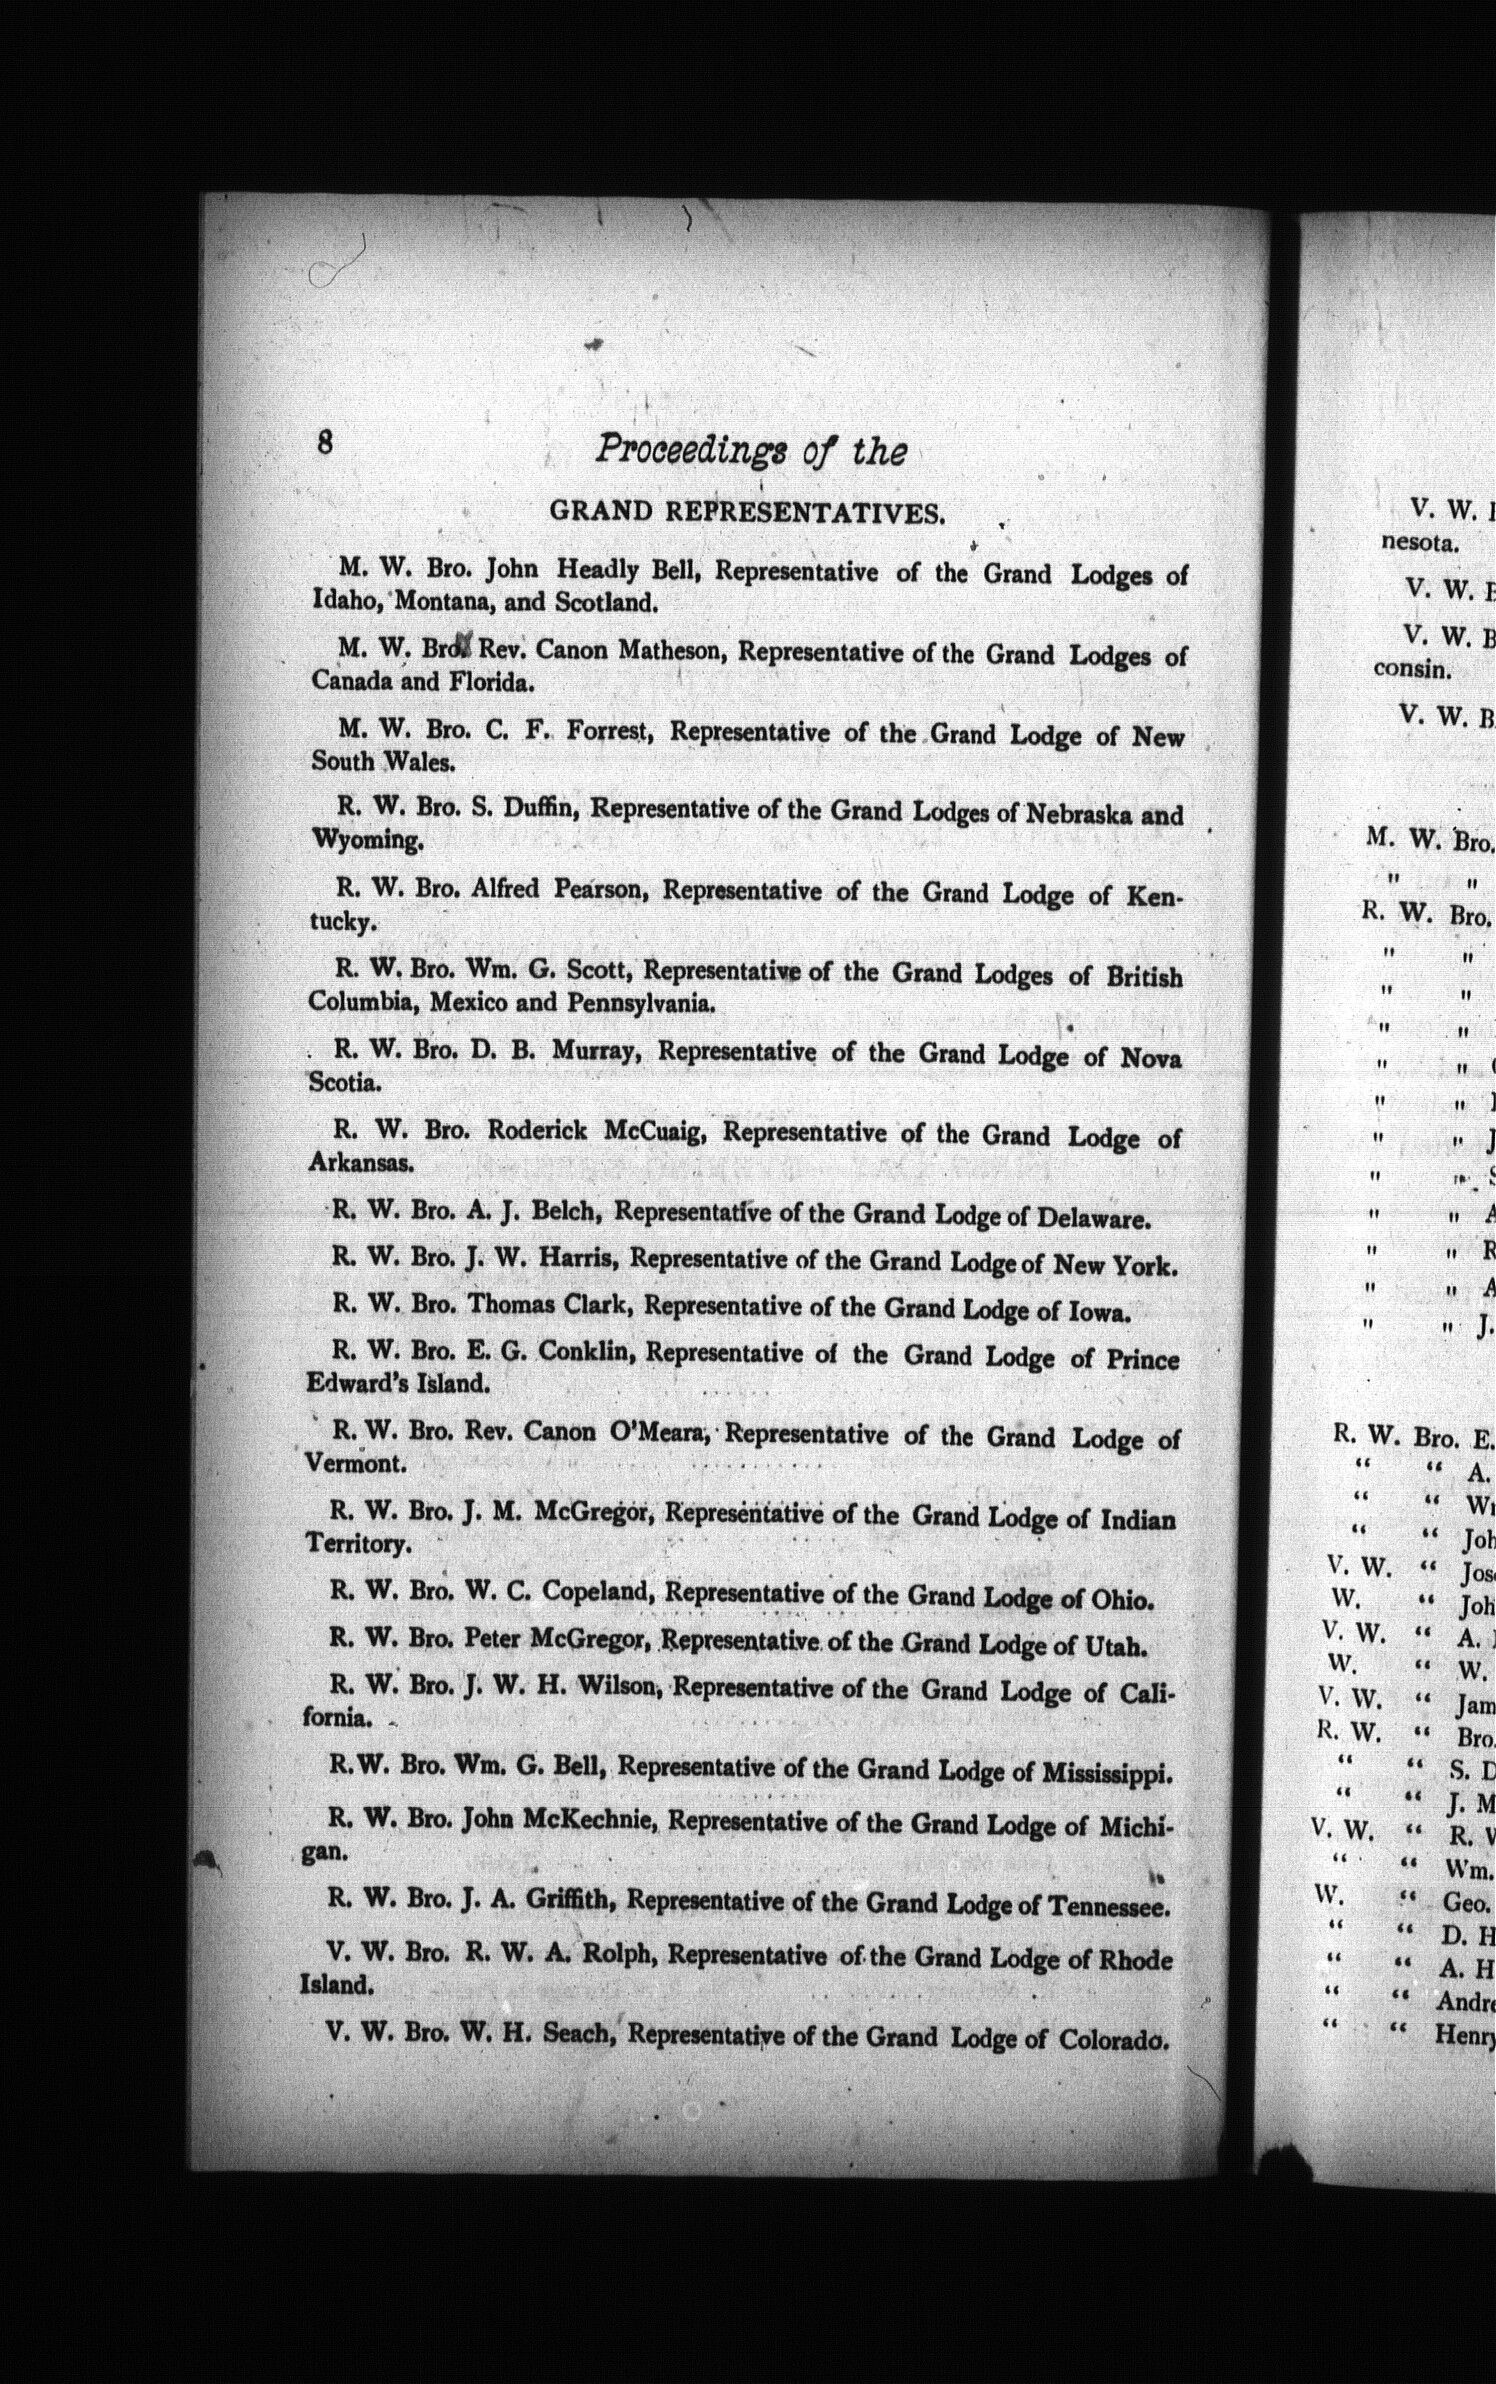 8
Proceedings of the
GRAND REPRESENTATIVES.
M. W. Bro. John Headly Bell, Representative of the Grand Lodges of
Idaho, Montana, and Scotland.
M. W. Bro. Rev. Canon Matheson, Representative of the Grand Lodges of
Canada and Florida.
M. W. Bro. C. F. Forrest, Representative of the Grand Lodge of New
South Wales.
R. W. Bro. S. Duffin, Representative of the Grand Lodges of Nebraska and
Wyoming.
R. W. Bro. Alfred Pearson, Representative of the Grand Lodge of Ken-
tucky.
R. W. Bro. Wm. G. Scott, Representative of the Grand Lodges of British
Columbia, Mexico and Pennsylvania.
R. W. Bro. D. B. Murray, Representative of the Grand Lodge of Nova
Scotia.
R. W. Bro. Roderick McCuaig, Representative of the Grand Lodge of
Arkansas.
R. W. Bro. A. J. Belch, Representative of the Grand Lodge of Delaware.
R. W. Bro. J. W. Harris, Representative of the Grand Lodge of New York.
R. W. Bro. Thomas Clark, Representative of the Grand Lodge of Iowa.
R. W. Bro. E. G. Conklin, Representative of the Grand Lodge of Prince
Edward's Island.
R. W. Bro. Rev. Canon O'Meara, Representative of the Grand Lodge of
Vermont.
R. W. Bro. J. M. McGregor, Representative of the Grand Lodge of Indian
Territory.
R. W. Bro. W. C. Copeland, Representative of the Grand Lodge of Ohio.
R. W. Bro. Peter McGregor, Representative of the Grand Lodge of Utah.
R. W. Bro. J. W. H. Wilson, Representative of the Grand Lodge of Cali-
fornia.
R. W. Bro. Wm. G. Bell, Representative of the Grand Lodge of Mississippi.
R. W. Bro. John McKechnie, Representative of the Grand Lodge of Michi-
gan.
R. W. Bro. J. A. Griffith, Representative of the Grand Lodge of Tennessee.
V. W. Bro. R. W. A. Rolph, Representative of the Grand Lodge of Rhode
Island.
V. W. Bro. W. H. Seach, Representative of the Grand Lodge of Colorado.
V. W.
nesota.
V. W.
V. W.
consin.
V. W.
M. W. Bro.
" "
R. W. Bro.
" "
" "
" "
" "
" "
" " J
" " S
" " A
" " R
" " A
" " J.
R. W. Bro. E.
“ “ A.
“ “
“ “
V. W. “
W. “
V. W. “ A.
W. “ W.
V. W. “
R. W. “ Bro.
“ “ S.
“ “ J.
V. W. “ R.
“ “ Wm.
W. “ Geo.
“ “ D.
“ “ A.
“ “
“ “ Henry